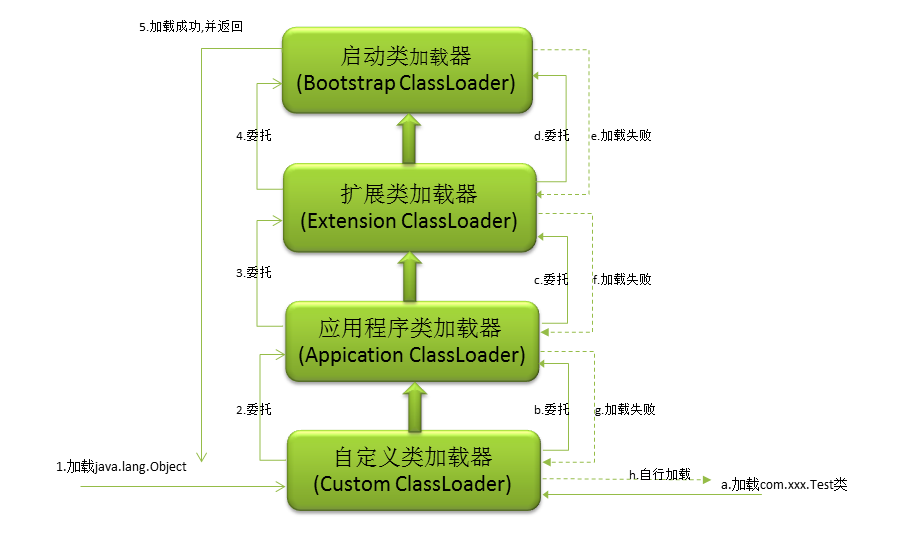 5.加载成功,并返回
启动类加载器
(Bootstrap ClassLoader)
4.委托
d.委托
e.加载失败
扩展类加载器
(Extension ClassLoader)
3.委托
c.委托
f.加载失败
应用程序类加载器
(Appication ClassLoader)
2.委托
b.委托
g.加载失败
自定义类加载器
(Custom ClassLoader)
1.加载java.lang.Object
h.自行加载
a.加载com.xxx.Test类